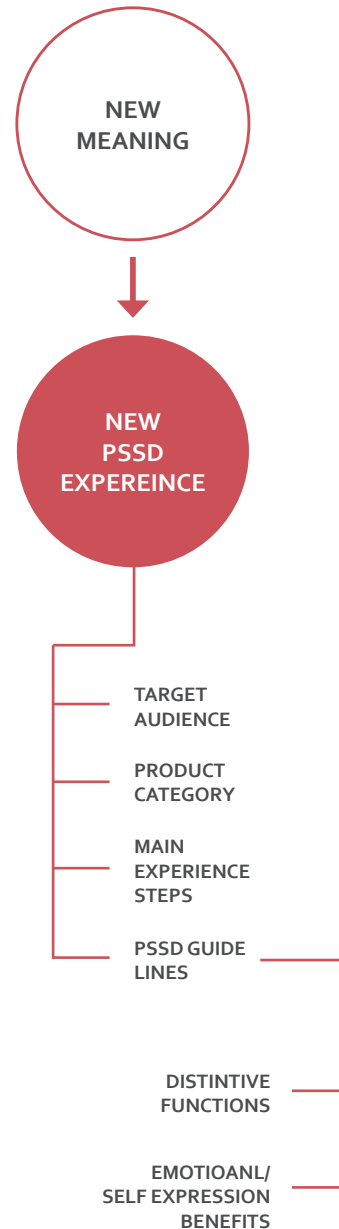 NEW
MEANING
NEW
PSSD
EXPEREINCE
TARGET
AUDIENCE
PRODUCT
CATEGORY
MAIN
EXPERIENCE
STEPS
PSSD GUIDE
LINES
DISTINTIVE
FUNCTIONS
EMOTIOANL/
SELF EXPRESSION
BENEFITS